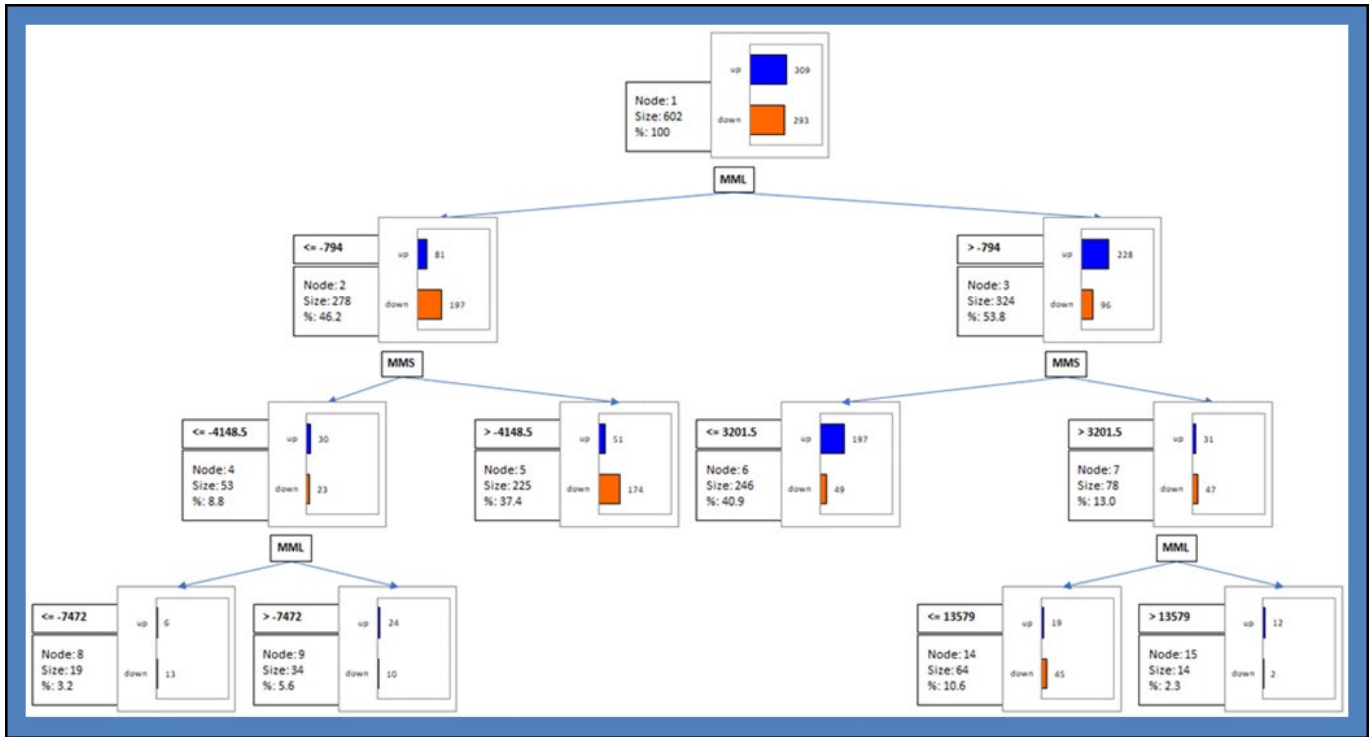 up 309
Node: 1
Size: 602
%: 100
down 293
MML
<= -794
up 81
Node: 2
Size: 278
%: 46.2
down 197
> -794
up 228
Node: 3
Size: 324
%: 53.8
down 96
MMS
MMS
<= -4148.5
up 30
Node: 4
Size: 53
%: 8.8
down 23
> -4148.5
up 51
Node: 5
Size: 225
%: 37.4
down 174
<= 3201.5
up 197
Node: 6
Size: 246
%: 40.9
down 49
> 3201.5
up 31
Node: 7
Size: 78
%: 13.0
down 47
MML
MML
<= -7472
up 6
Node: 8
Size: 19
%: 3.2
down 13
> -7472
up 24
Node: 9
Size: 34
%: 5.6
down 10
<= 13579
up 19
Node: 14
Size: 64
%: 10.6
down 45
> 13579
up 12
Node: 15
Size: 14
%: 2.3
down 2